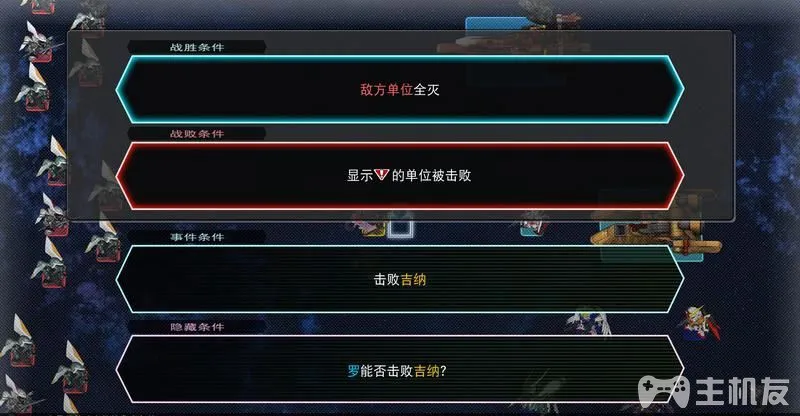 战胜条件
敌方单位全灭
战败条件
显示的单位被击败
事件条件
击败吉纳
隐藏条件
罗能否击败吉纳?
主机友